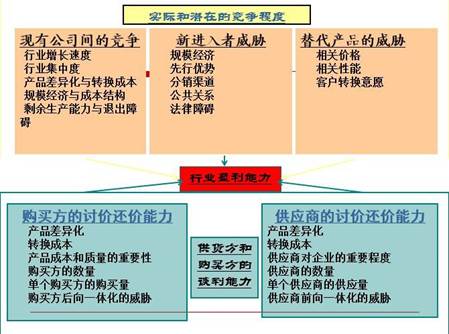 实际和潜在的竞争程度
现有公司间的竞争
行业增长速度
行业集中度
产品差异化与转换成本
规模经济与成本结构
剩余生产能力与退出障
碍
新进入者威胁
规模经济
先行优势
分销渠道
公共关系
法律障碍
替代产品的威胁
相关价格
相关性能
客户转换意愿
行业盈利能力
购买方的讨价还价能力
产品差异化
转换成本
产品成本和质量的重要性
购买方的数量
单个购买方的购买量
购买方后向一体化的威胁
供货方和
购买方的
谈判能力
供应商的讨价还价能力
产品差异化
转换成本
供应商对企业的重要程度
供应商的数量
单个供应商的供应量
供应商前向一体化的威胁